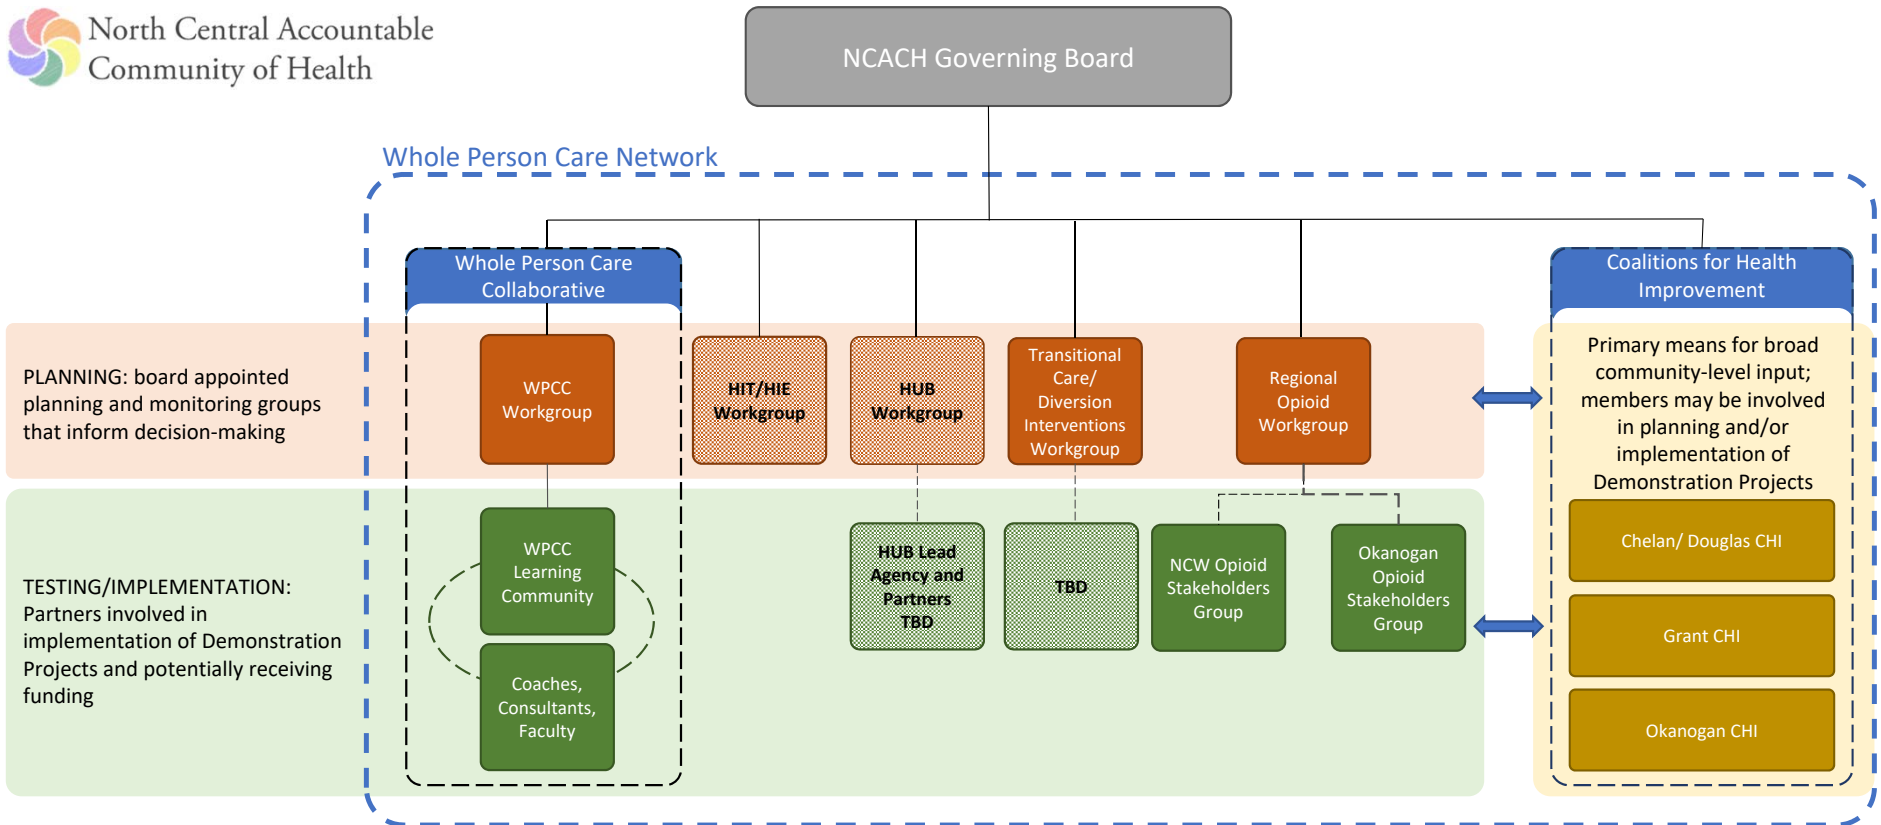 North Central Accountable
Community of Health
NCACH Governing Board
Whole Person Care Network
Whole Person Care
Collaborative
Coalitions for Health
Improvement
PLANNING: board appointed
planning and monitoring groups
that inform decision-making
WPCC
Workgroup
HIT/HIE
Workgroup
HUB
Workgroup
Transitional
Care/
Diversion
Interventions
Workgroup
Regional
Opioid
Workgroup
Primary means for broad
community-level input;
members may be involved
in planning and/or
implementation of
Demonstration Projects
TESTING/IMPLEMENTATION:
Partners involved in
implementation of Demonstration
Projects and potentially receiving
funding
WPCC
Learning
Community
Coaches,
Consultants,
Faculty
HUB Lead
Agency and
Partners
TBD
TBD
NCW Opioid
Stakeholders
Group
Okanogan
Opioid
Stakeholders
Group
Chelan/ Douglas CHI
Grant CHI
Okanogan CHI